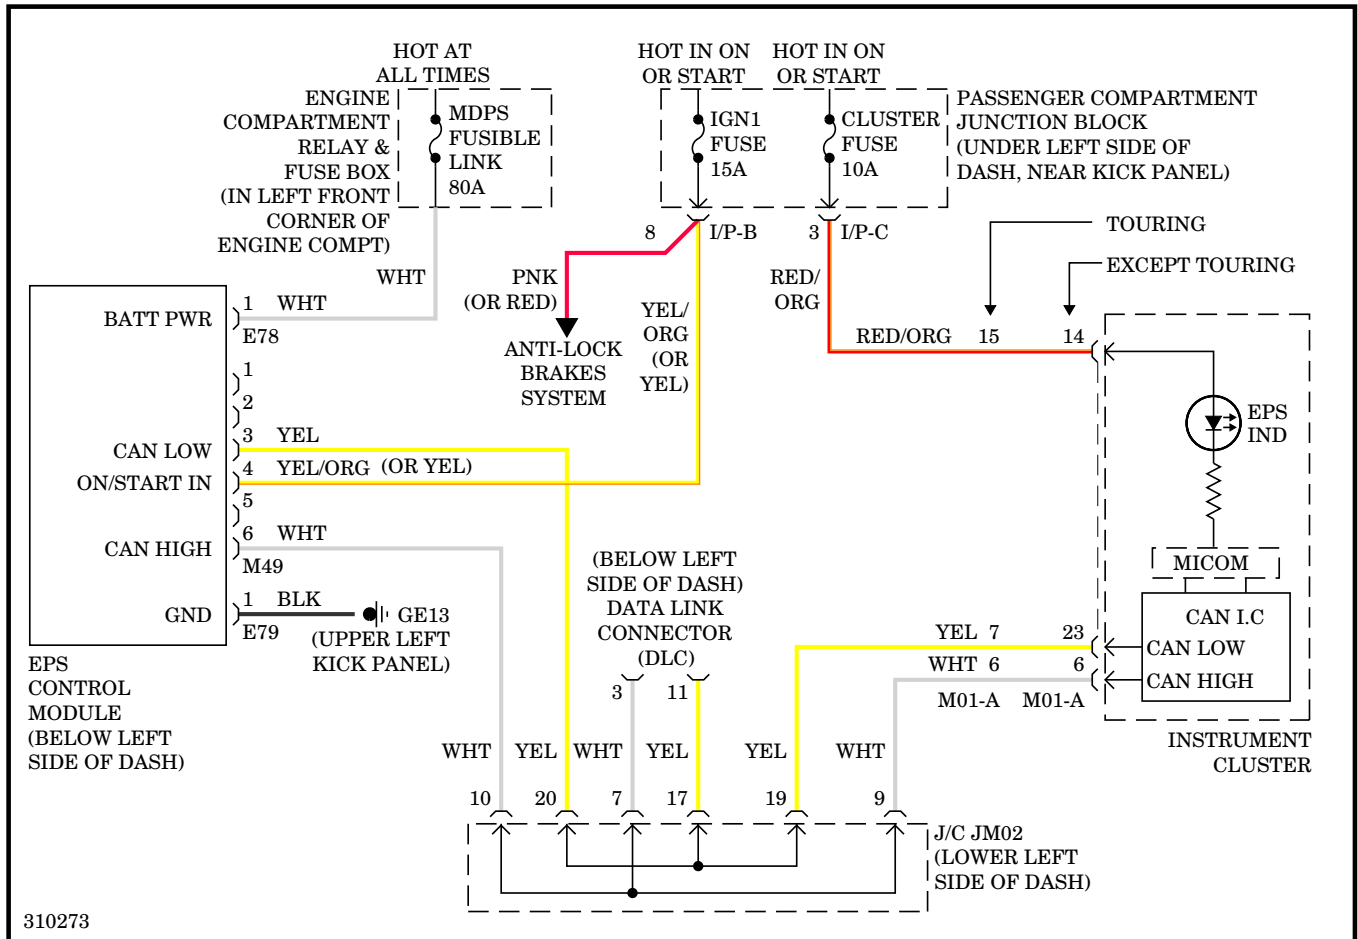 HOT AT
ALL TIMES
HOT IN ON
OR START
HOT IN ON
OR START
ENGINE
COMPARTMENT
RELAY &
FUSE BOX
(IN LEFT FRONT
CORNER OF
ENGINE COMPT)
MDPS
FUSIBLE
LINK
80A
IGN1
FUSE
15A
CLUSTER
FUSE
10A
PASSENGER COMPARTMENT
JUNCTION BLOCK
(UNDER LEFT SIDE OF
DASH, NEAR KICK PANEL)
8
I/P-B
3
I/P-C
TOURING
EXCEPT TOURING
WHT
PNK
(OR RED)
RED/
ORG
YEL/
ORG
(OR
YEL)
ANTI-LOCK
BRAKES
SYSTEM
RED/ORG
15
14
BATT PWR
1
WHT
E78
1
2
CAN LOW
3
YEL
ON/START IN
4
YEL/ORG
(OR YEL)
5
CAN HIGH
6
WHT
M49
GND
1
BLK
E79
GE13
(UPPER LEFT
KICK PANEL)
EPS
CONTROL
MODULE
(BELOW LEFT
SIDE OF DASH)
EPS
IND
MICOM
CAN I.C
CAN LOW
CAN HIGH
YEL
7
23
WHT
6
6
M01-A
M01-A
INSTRUMENT
CLUSTER
(BELOW LEFT
SIDE OF DASH)
DATA LINK
CONNECTOR
(DLC)
3
11
WHT
YEL
WHT
YEL
YEL
WHT
10
20
7
17
19
9
J/C JM02
(LOWER LEFT
SIDE OF DASH)
310273